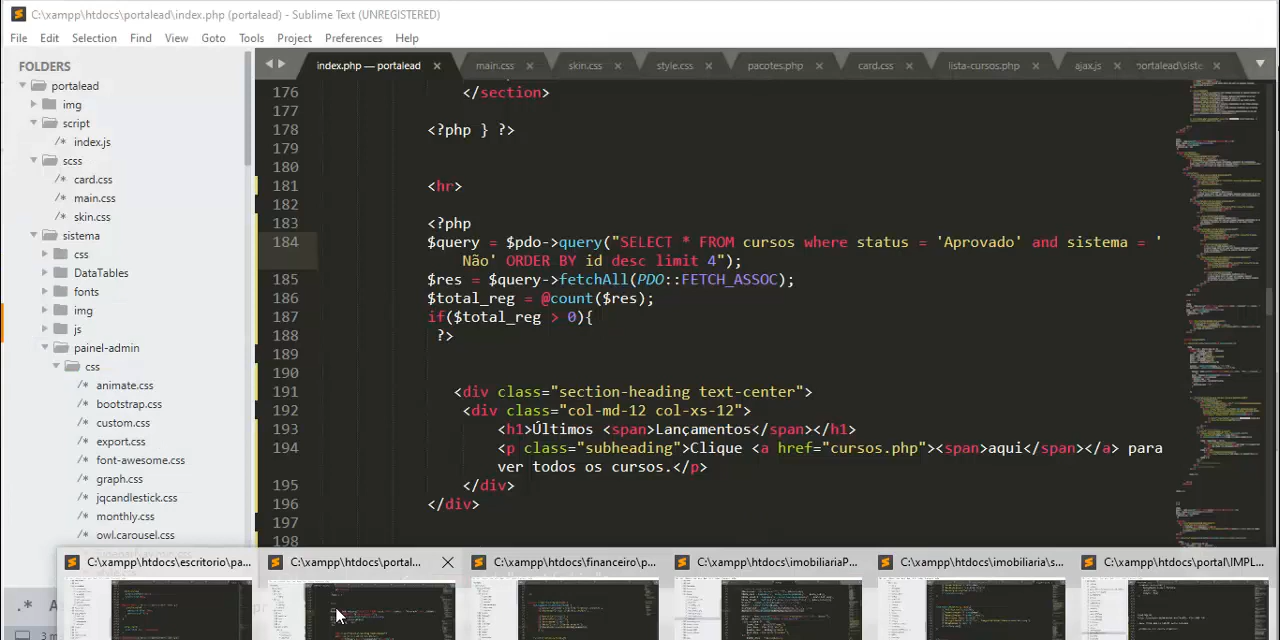 C:\xampp\htdocs\portalead\index.php (portalead) - Sublime Text (UNREGISTERED)
File Edit Selection Find View Goto Tools Project Preferences Help
FOLDERS
portalead
img
script
index.js
scss
card.css
main.css
skin.css
sistema
css
DataTables
fonts
img
js
painel-admin
css
animate.css
bootstrap.css
custom.css
export.css
font-awesome.css
graph.css
jqcandlestick.css
monthly.css
owl.carousel.css
index.php — portalead main.css skin.css style.css pacotes.php card.css lista-cursos.php ajax.js portalead\siste
176 </section>
177
178 <?php } ?>
179
180
181 <hr>
182
183 <?php
184 $query = $pdo->query("SELECT * FROM cursos where status = 'Aprovado' and sistema = '
Não' ORDER BY id desc limit 4");
185 $res = $query->fetchAll(PDO::FETCH_ASSOC);
186 $total_reg = @count($res);
187 if($total_reg > 0){
188 ?>
189
190
191 <div class="section-heading text-center">
192 <div class="col-md-12 col-xs-12">
193 <h1>Últimos <span>Lançamentos</span></h1>
194 <p class="subheading">Clique <a href="cursos.php"><span>aqui</span></a> para
ver todos os cursos.</p>
195 </div>
196 </div>
197
198
C:\xampp\htdocs\escritorio\pa... C:\xampp\htdocs\portal... C:\xampp\htdocs\financeiro\p... C:\xampp\htdocs\imobiliariaP... C:\xampp\htdocs\imobiliaria\s... C:\xampp\htdocs\portal\IMPL...